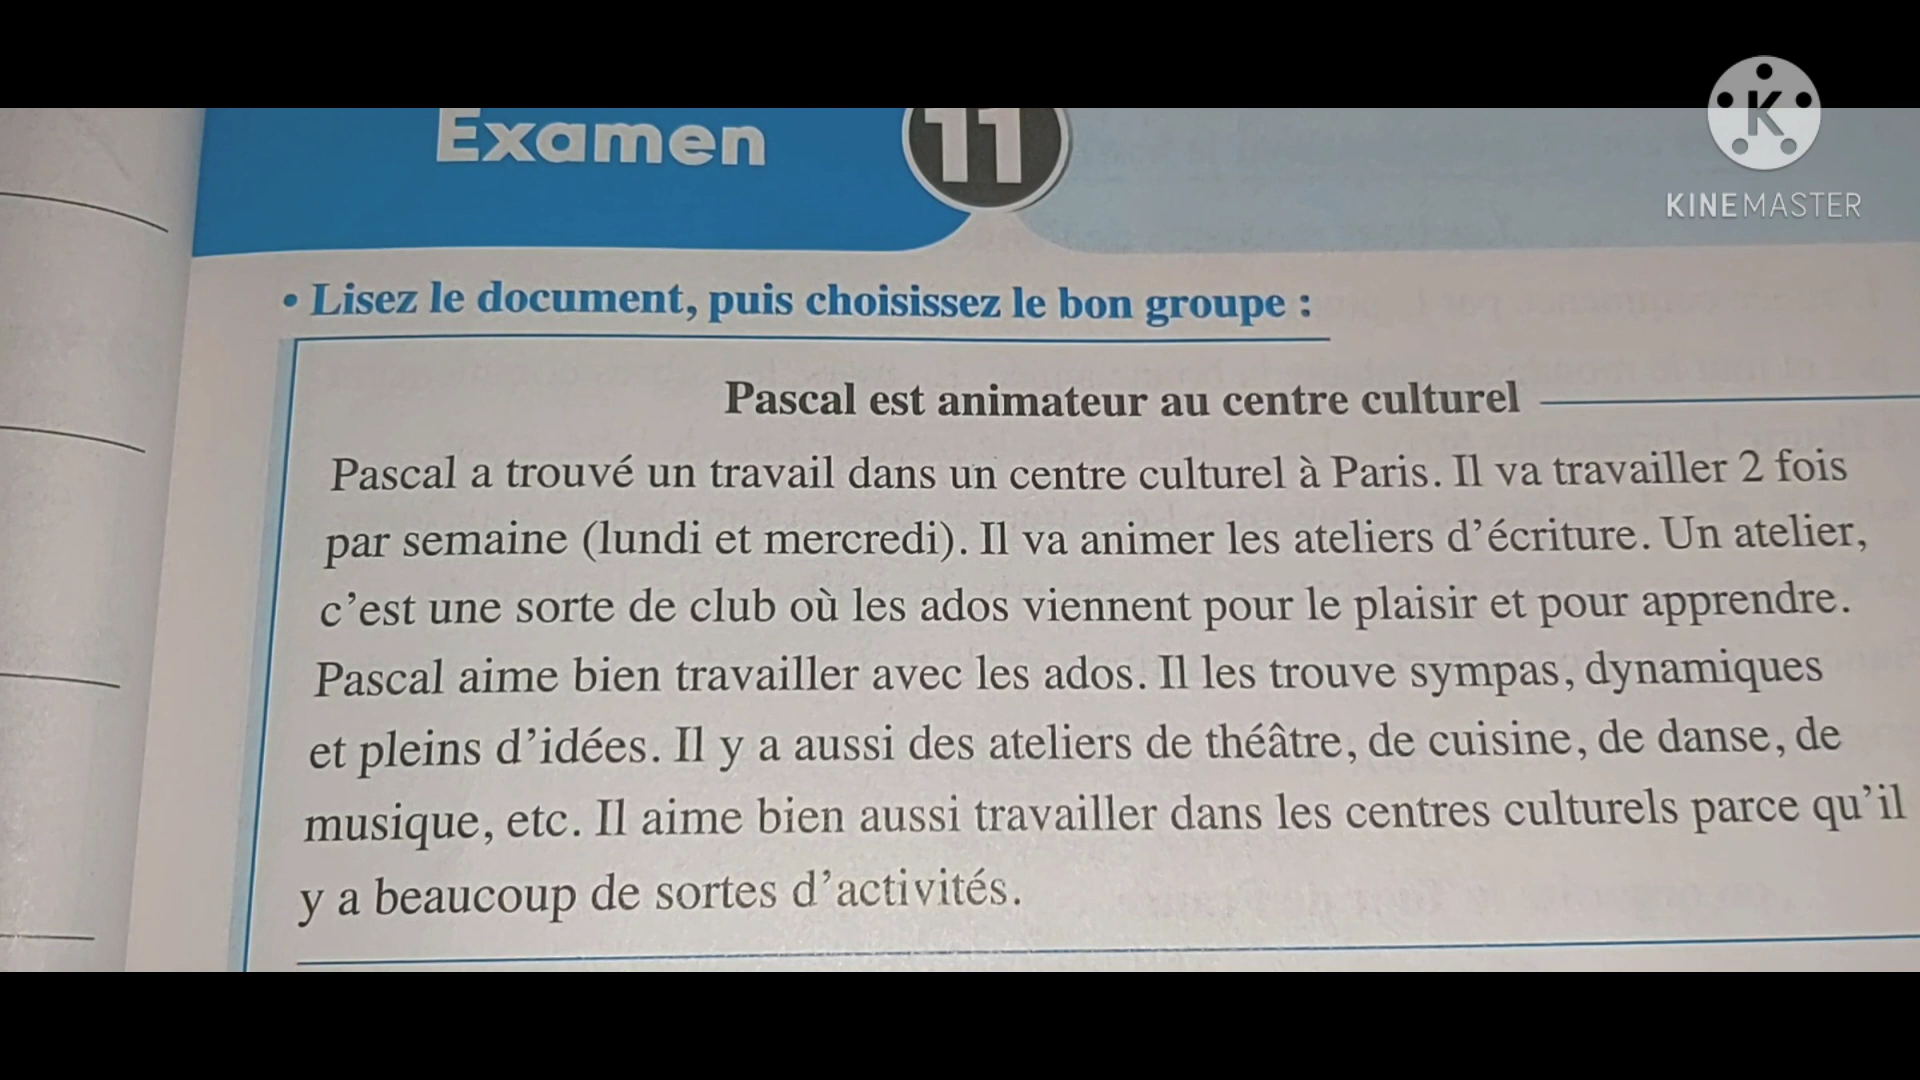 Examen 11
KINEMASTER
• Lisez le document, puis choisissez le bon groupe :
Pascal est animateur au centre culturel
Pascal a trouvé un travail dans un centre culturel à Paris. Il va travailler 2 fois
par semaine (lundi et mercredi). Il va animer les ateliers d'écriture. Un atelier,
c'est une sorte de club où les ados viennent pour le plaisir et pour apprendre.
Pascal aime bien travailler avec les ados. Il les trouve sympas, dynamiques
et pleins d'idées. Il y a aussi des ateliers de théâtre, de cuisine, de danse, de
musique, etc. Il aime bien aussi travailler dans les centres culturels parce qu'il
y a beaucoup de sortes d'activités.